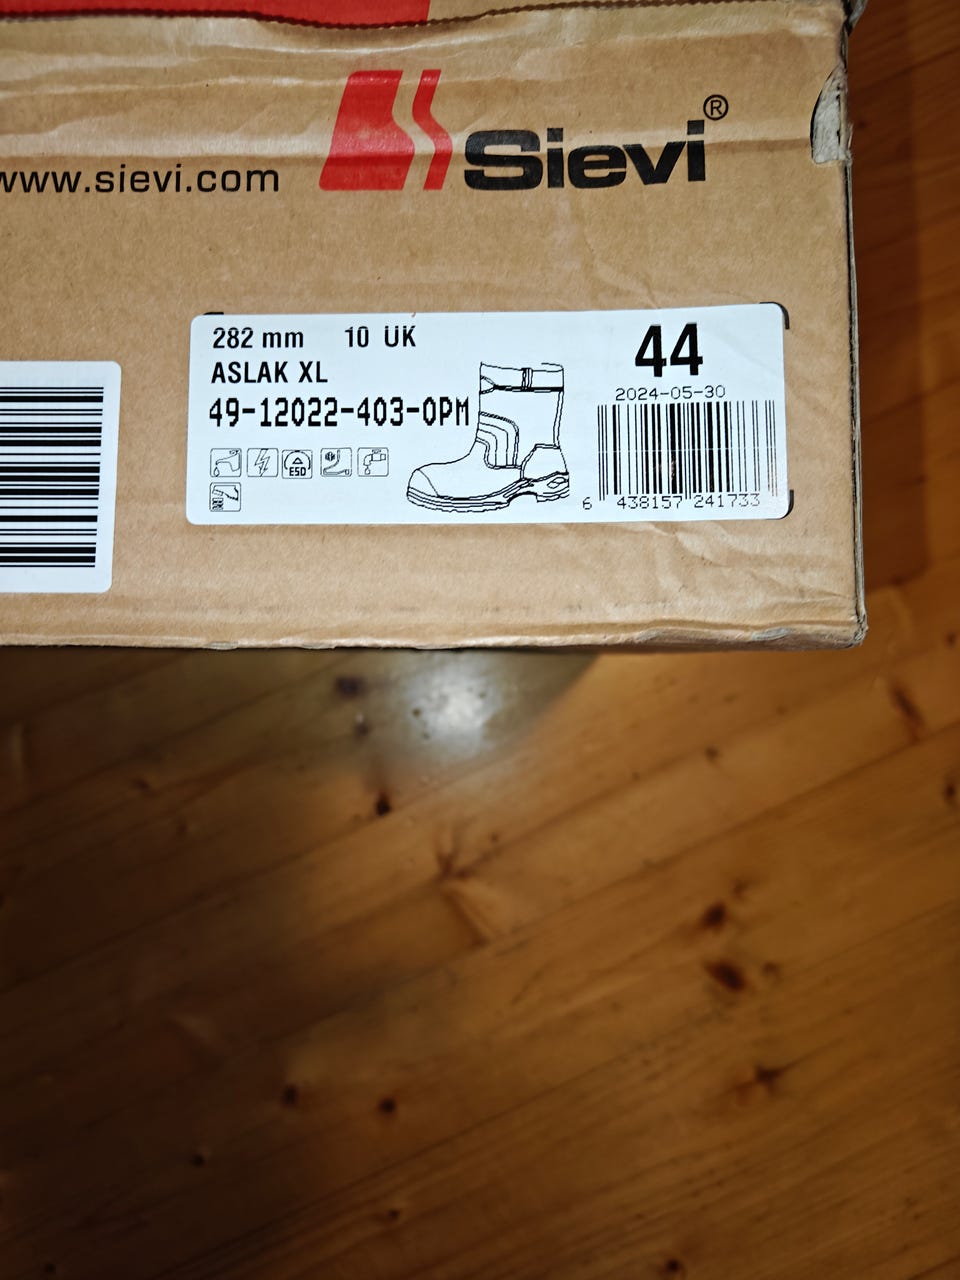 Sievi®
www.sievi.com
282 mm 10 UK
ASLAK XL
49-12022-403-0PM
ESD
44
2024-05-30
6 438157 241733